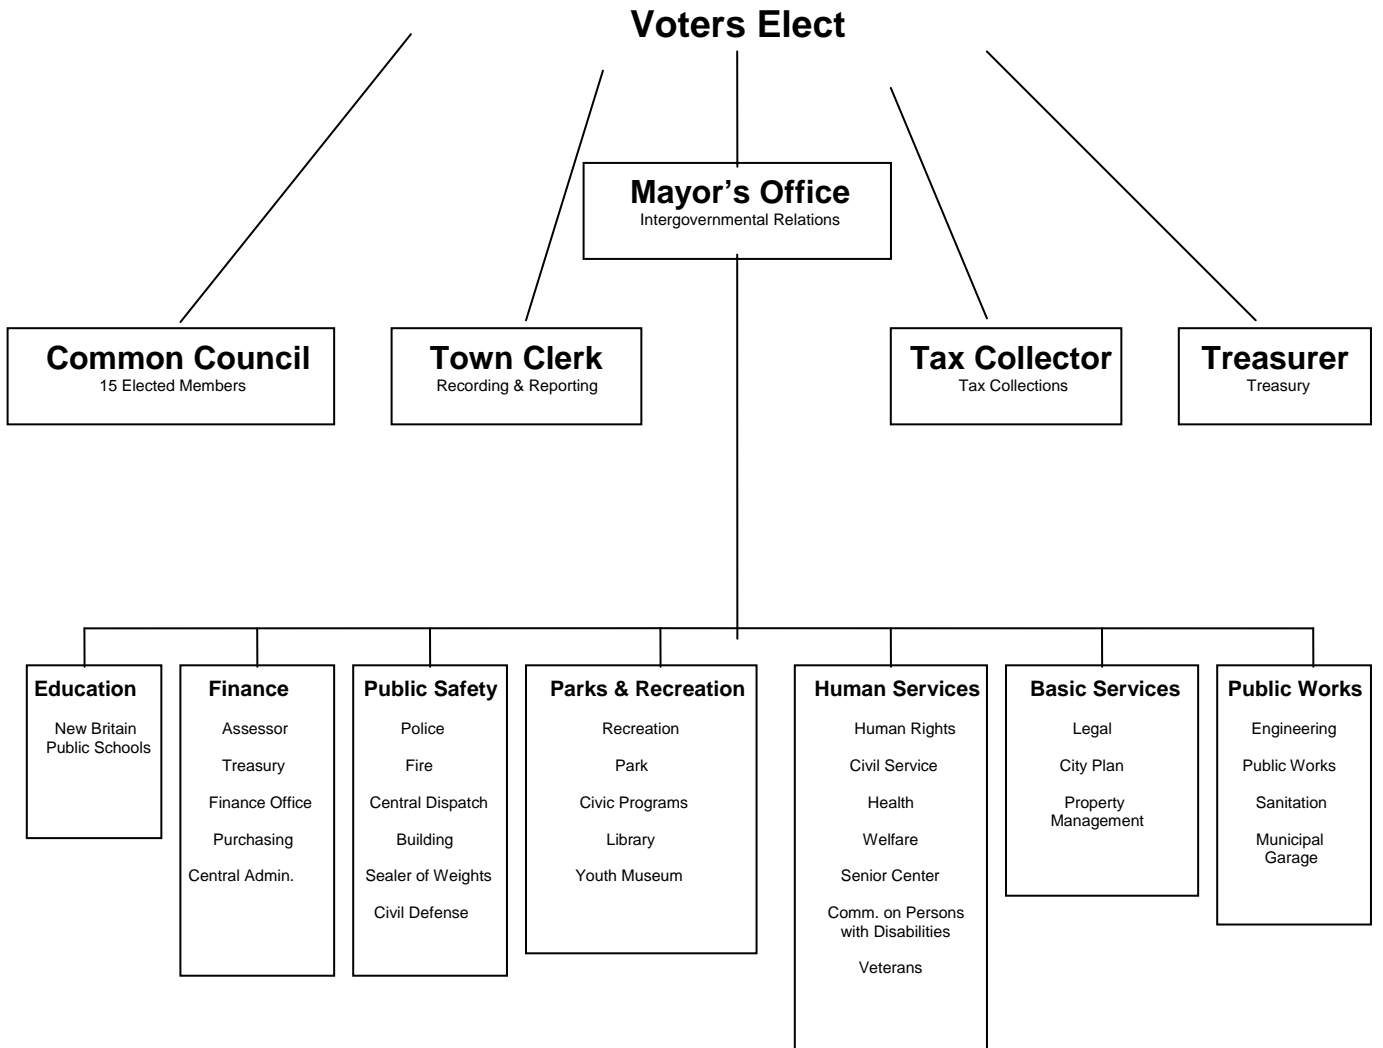 Voters Elect
Mayor’s Office
Intergovernmental Relations
Common Council
15 Elected Members
Town Clerk
Recording & Reporting
Tax Collector
Tax Collections
Treasurer
Treasury
Education
New Britain
Public Schools
Finance
Assessor
Treasury
Finance Office
Purchasing
Central Admin.
Public Safety
Police
Fire
Central Dispatch
Building
Sealer of Weights
Civil Defense
Parks & Recreation
Recreation
Park
Civic Programs
Library
Youth Museum
Human Services
Human Rights
Civil Service
Health
Welfare
Senior Center
Comm. on Persons
with Disabilities
Veterans
Basic Services
Legal
City Plan
Property
Management
Public Works
Engineering
Public Works
Sanitation
Municipal
Garage